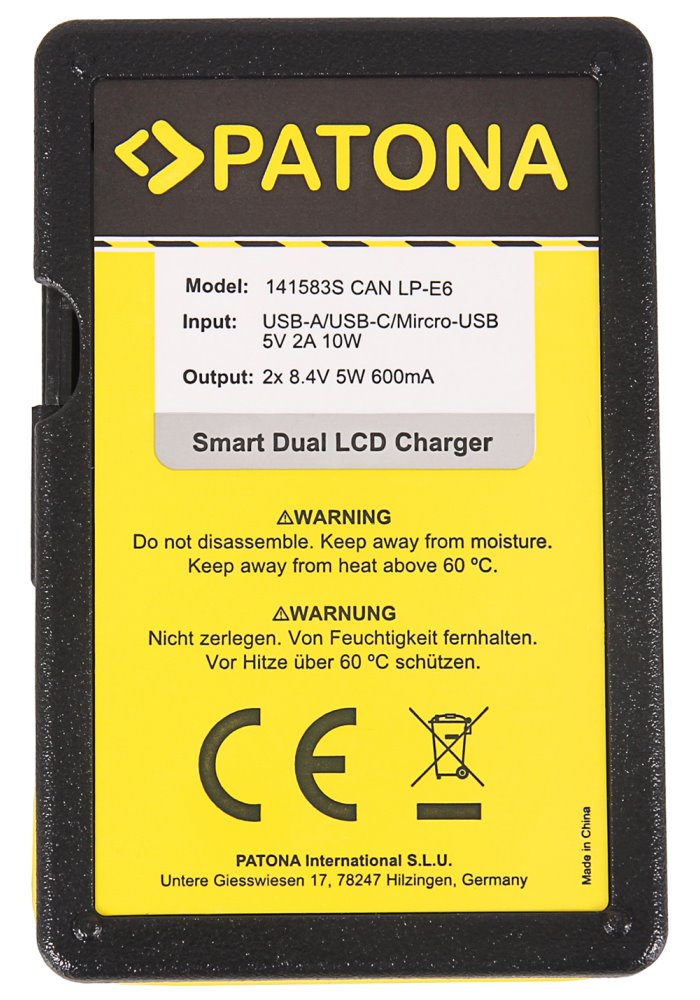 PATONA
Model: 141583S CAN LP-E6
Input: USB-A/USB-C/Mircro-USB
5V 2A 10W
Output: 2x 8.4V 5W 600mA
Smart Dual LCD Charger
⚠WARNING
Do not disassemble. Keep away from moisture.
Keep away from heat above 60 ºC.
⚠WARNUNG
Nicht zerlegen. Von Feuchtigkeit fernhalten.
Vor Hitze über 60 ºC schützen.
CE
PATONA International S.L.U.
Untere Giesswiesen 17, 78247 Hilzingen, Germany
Made in China